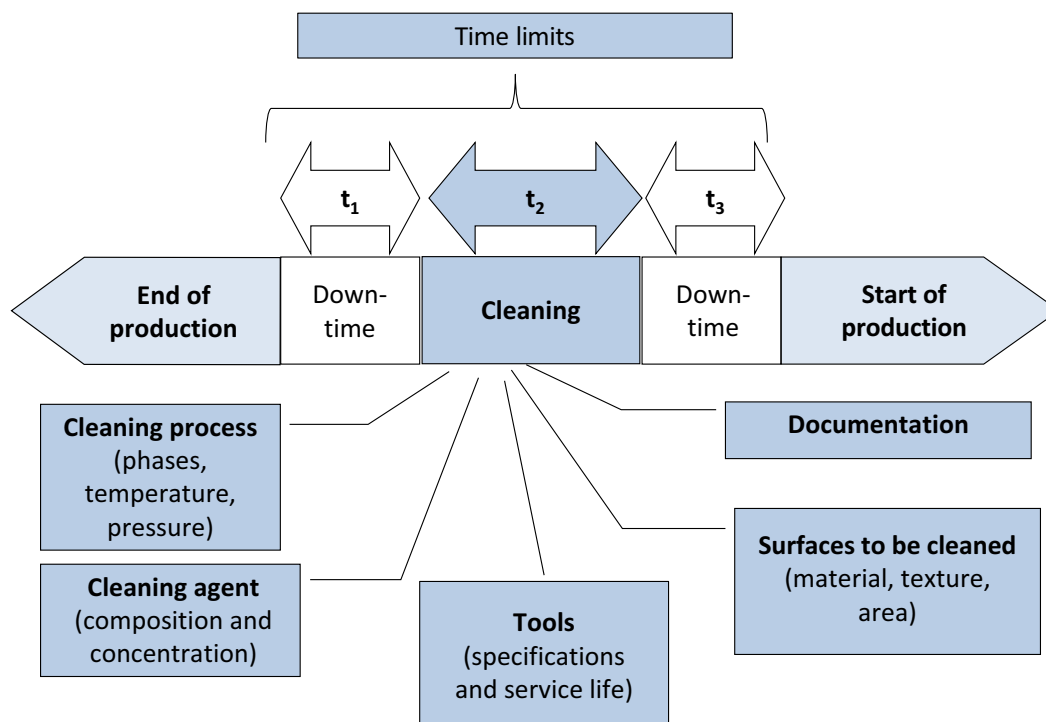 Time limits
t₁
t₂
t₃
End of
production
Down-
time
Cleaning
Down-
time
Start of
production
Cleaning process
(phases,
temperature,
pressure)
Documentation
Cleaning agent
(composition and
concentration)
Tools
(specifications
and service life)
Surfaces to be cleaned
(material, texture,
area)